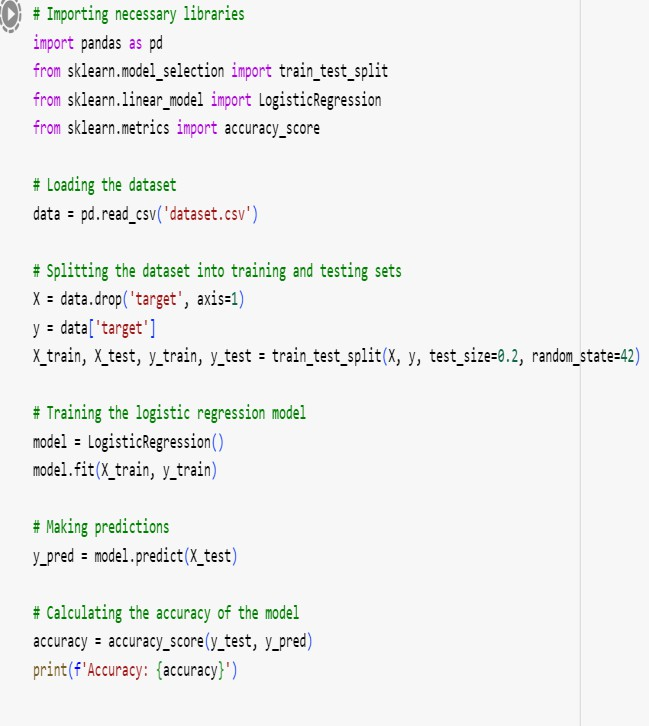 # Importing necessary libraries
import pandas as pd
from sklearn.model_selection import train_test_split
from sklearn.linear_model import LogisticRegression
from sklearn.metrics import accuracy_score
# Loading the dataset
data = pd.read_csv('dataset.csv')
# Splitting the dataset into training and testing sets
X = data.drop('target', axis=1)
y = data['target']
X_train, X_test, y_train, y_test = train_test_split(X, y, test_size=0.2, random_state=42)
# Training the logistic regression model
model = LogisticRegression()
model.fit(X_train, y_train)
# Making predictions
y_pred = model.predict(X_test)
# Calculating the accuracy of the model
accuracy = accuracy_score(y_test, y_pred)
print(f'Accuracy: {accuracy}')